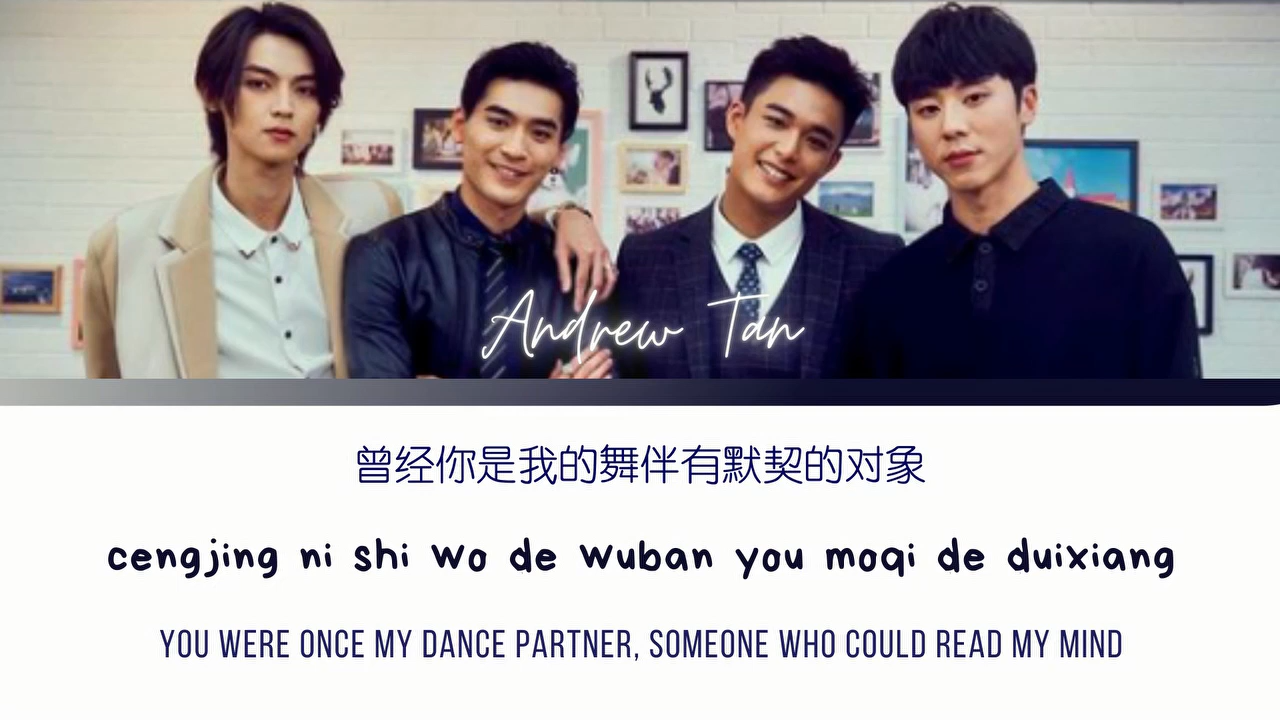 Andrew Tan
曾经你是我的舞伴有默契的对象
cengjing ni shi wo de wuban you moqi de duixiang
YOU WERE ONCE MY DANCE PARTNER, SOMEONE WHO COULD READ MY MIND